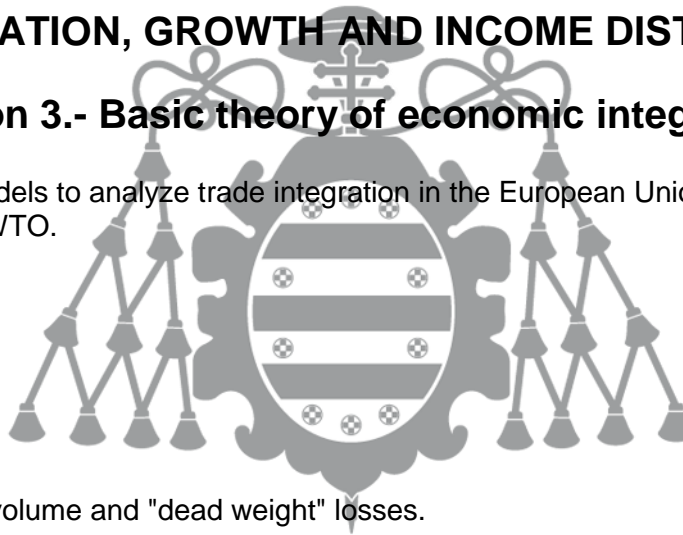 ATION, GROWTH AND INCOME DIST
on 3.- Basic theory of economic integ
dels to analyze trade integration in the European Unio
WTO.
volume and "dead weight" losses.